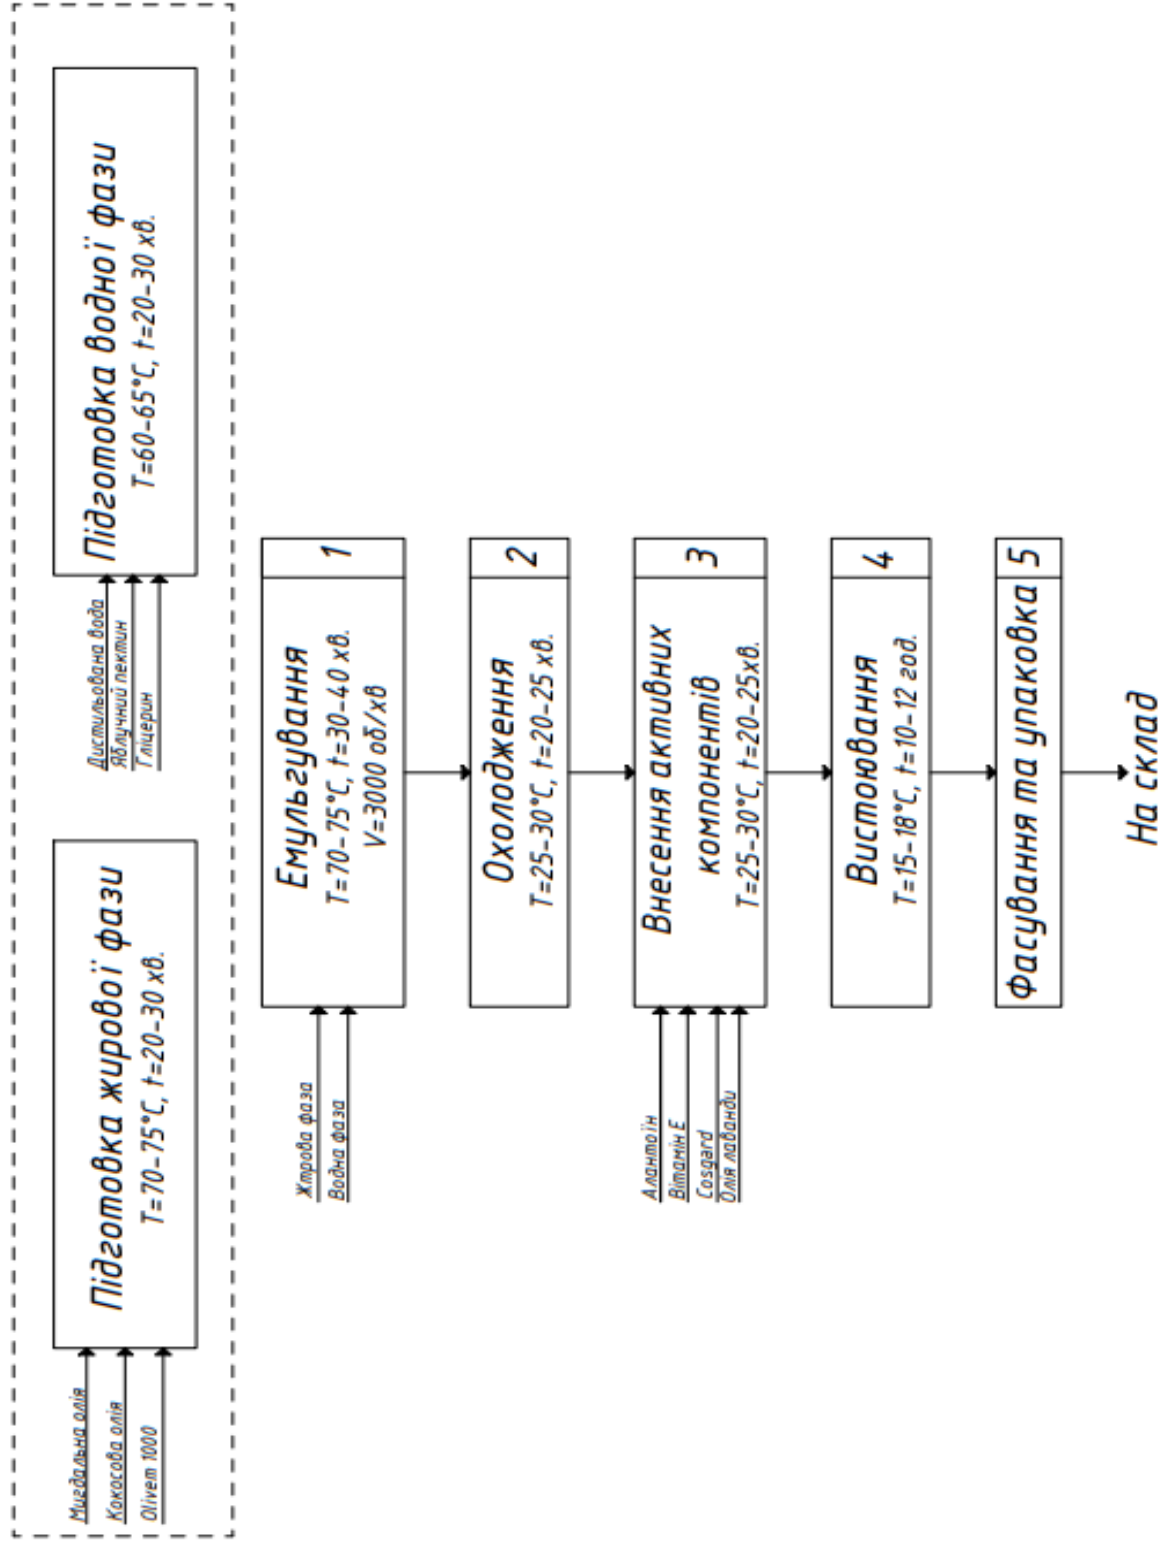 Мигдальна олія
Кокосова олія
Olivem 1000
Підготовка жирової фази
T=70-75°C, t=20-30 хв.
Дистильована вода
Яблучний пектин
Гліцерин
Підготовка водної фази
T=60-65°C, t=20-30 хв.
Жтрова фаза
Водна фаза
Емульгування
T=70-75°C, t=30-40 хв.
V=3000 об/хв
1
Охолодження
T=25-30°C, t=20-25 хв.
2
Алантоїн
Вітамін Е
Cosgard
Олія лаванди
Внесення активних
компонентів
T=25-30°C, t=20-25хв.
3
Вистоювання
T=15-18°C, t=10-12 год.
4
Фасування та упаковка
5
На склад